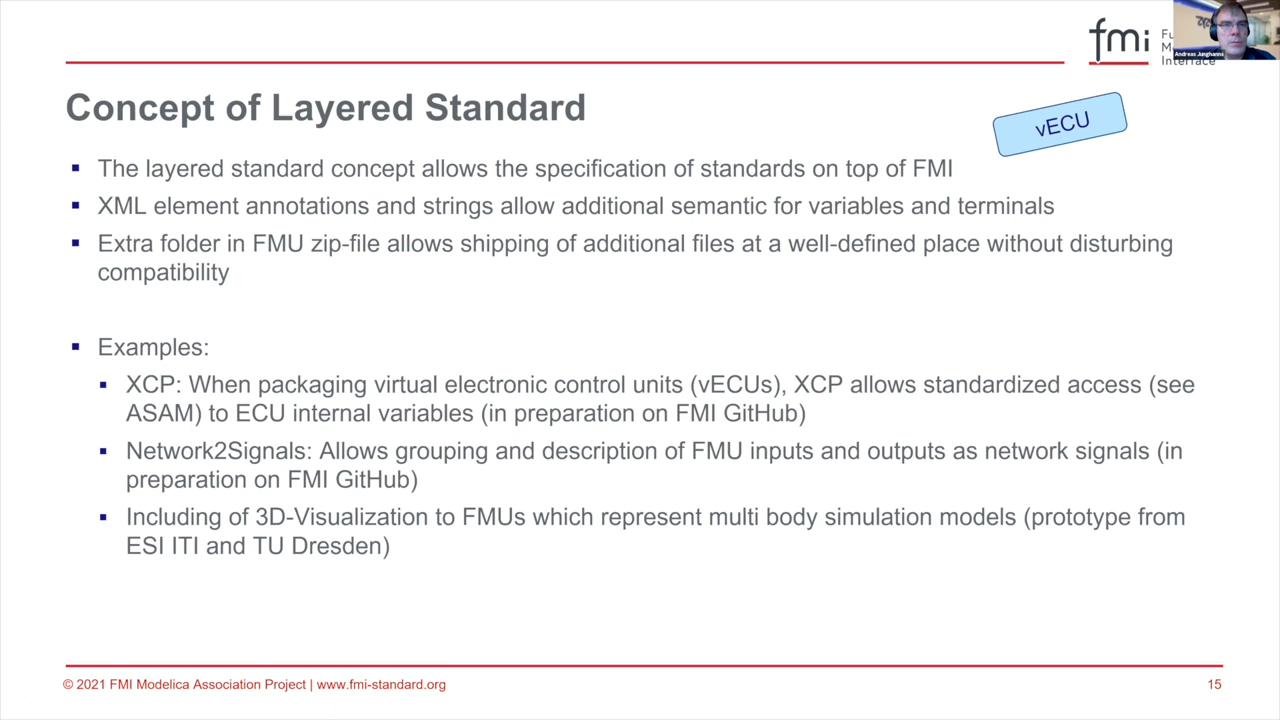 fmi
Fu
M
Interface
Andreas Junghanns
Concept of Layered Standard
vECU
▪ The layered standard concept allows the specification of standards on top of FMI
▪ XML element annotations and strings allow additional semantic for variables and terminals
▪ Extra folder in FMU zip-file allows shipping of additional files at a well-defined place without disturbing
compatibility
▪ Examples:
▪ XCP: When packaging virtual electronic control units (vECUs), XCP allows standardized access (see
ASAM) to ECU internal variables (in preparation on FMI GitHub)
▪ Network2Signals: Allows grouping and description of FMU inputs and outputs as network signals (in
preparation on FMI GitHub)
▪ Including of 3D-Visualization to FMUs which represent multi body simulation models (prototype from
ESI ITI and TU Dresden)
© 2021 FMI Modelica Association Project | www.fmi-standard.org
15